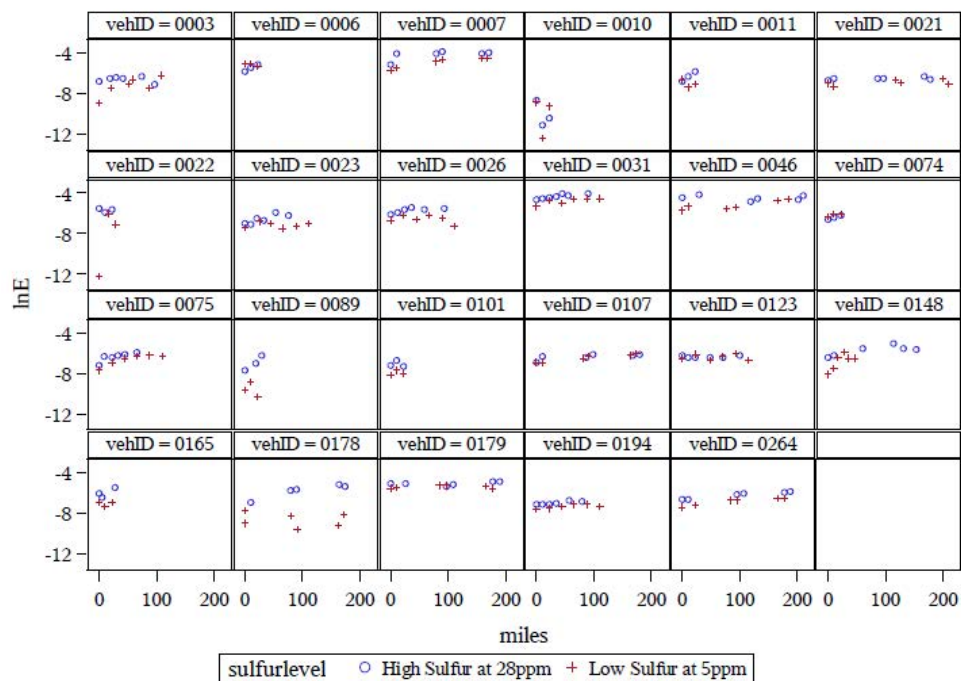 vehID = 0003 vehID = 0006 vehID = 0007 vehID = 0010 vehID = 0011 vehID = 0021
-4
-8
-12
vehID = 0022 vehID = 0023 vehID = 0026 vehID = 0031 vehID = 0046 vehID = 0074
-4
-8
-12
lnE
vehID = 0075 vehID = 0089 vehID = 0101 vehID = 0107 vehID = 0123 vehID = 0148
-4
-8
-12
vehID = 0165 vehID = 0178 vehID = 0179 vehID = 0194 vehID = 0264
-4
-8
-12
0 100 200 0 100 200 0 100 200 0 100 200 0 100 200 0 100 200
miles
sulfurlevel High Sulfur at 28ppm Low Sulfur at 5ppm